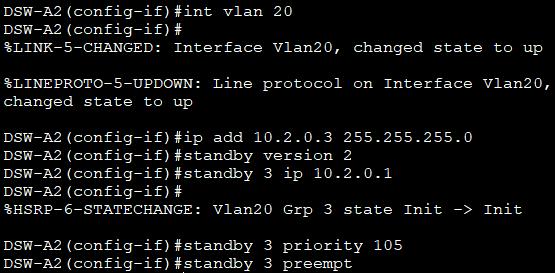 DSW-A2(config-if)#int vlan 20
DSW-A2(config-if)#
%LINK-5-CHANGED: Interface Vlan20, changed state to up
%LINEPROTO-5-UPDOWN: Line protocol on Interface Vlan20,
changed state to up
DSW-A2(config-if)#ip add 10.2.0.3 255.255.255.0
DSW-A2(config-if)#standby version 2
DSW-A2(config-if)#standby 3 ip 10.2.0.1
DSW-A2(config-if)#
%HSRP-6-STATECHANGE: Vlan20 Grp 3 state Init -> Init
DSW-A2(config-if)#standby 3 priority 105
DSW-A2(config-if)#standby 3 preempt